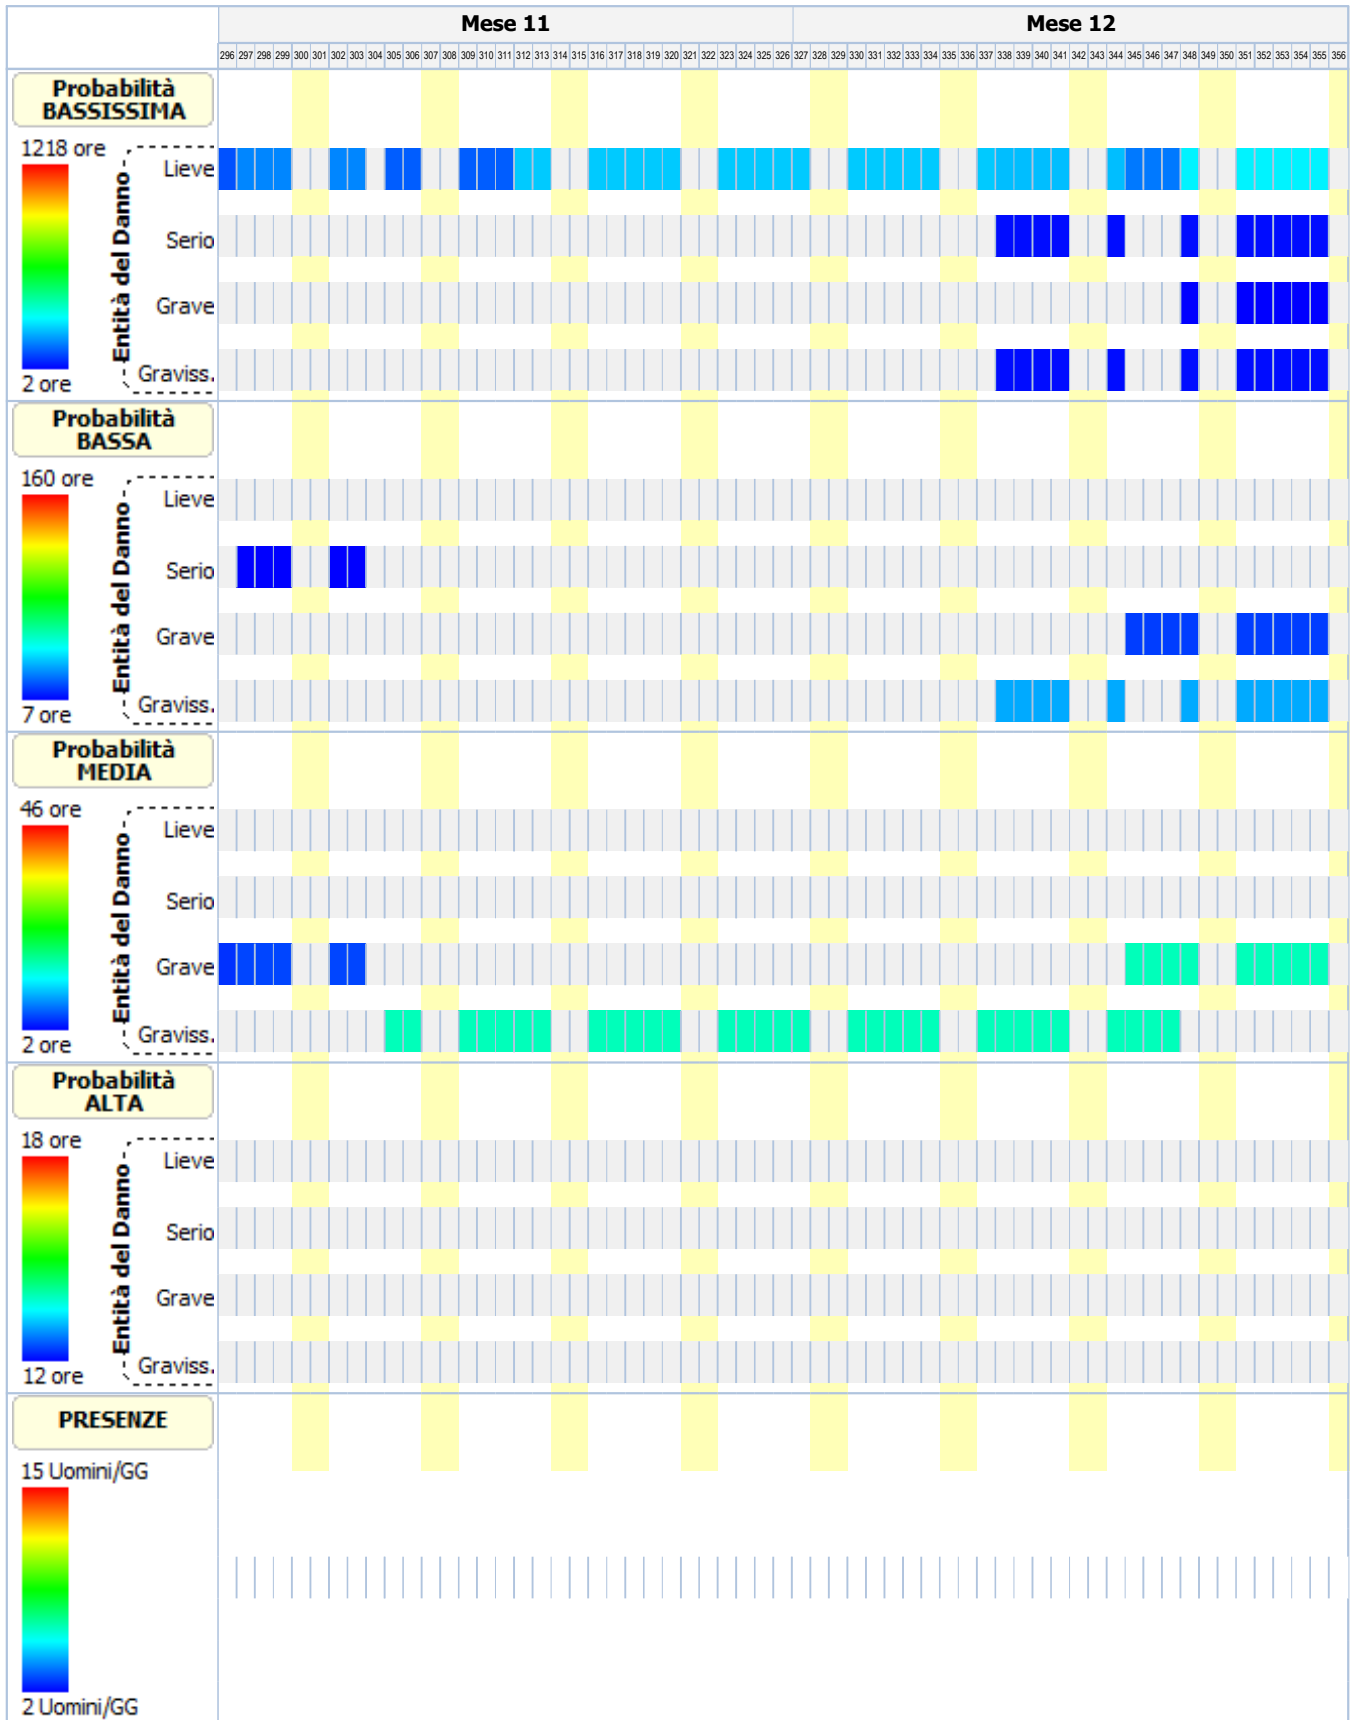 Mese 11 Mese 12
296 297 298 299 300 301 302 303 304 305 306 307 308 309 310 311 312 313 314 315 316 317 318 319 320 321 322 323 324 325 326 327 328 329 330 331 332 333 334 335 336 337 338 339 340 341 342 343 344 345 346 347 348 349 350 351 352 353 354 355 356
Probabilità
BASSISSIMA
1218 ore
Entità del Danno
Lieve
Serio
Grave
Graviss.
2 ore
Probabilità
BASSA
160 ore
Entità del Danno
Lieve
Serio
Grave
Graviss.
7 ore
Probabilità
MEDIA
46 ore
Entità del Danno
Lieve
Serio
Grave
Graviss.
2 ore
Probabilità
ALTA
18 ore
Entità del Danno
Lieve
Serio
Grave
Graviss.
12 ore
PRESENZE
15 Uomini/GG
2 Uomini/GG